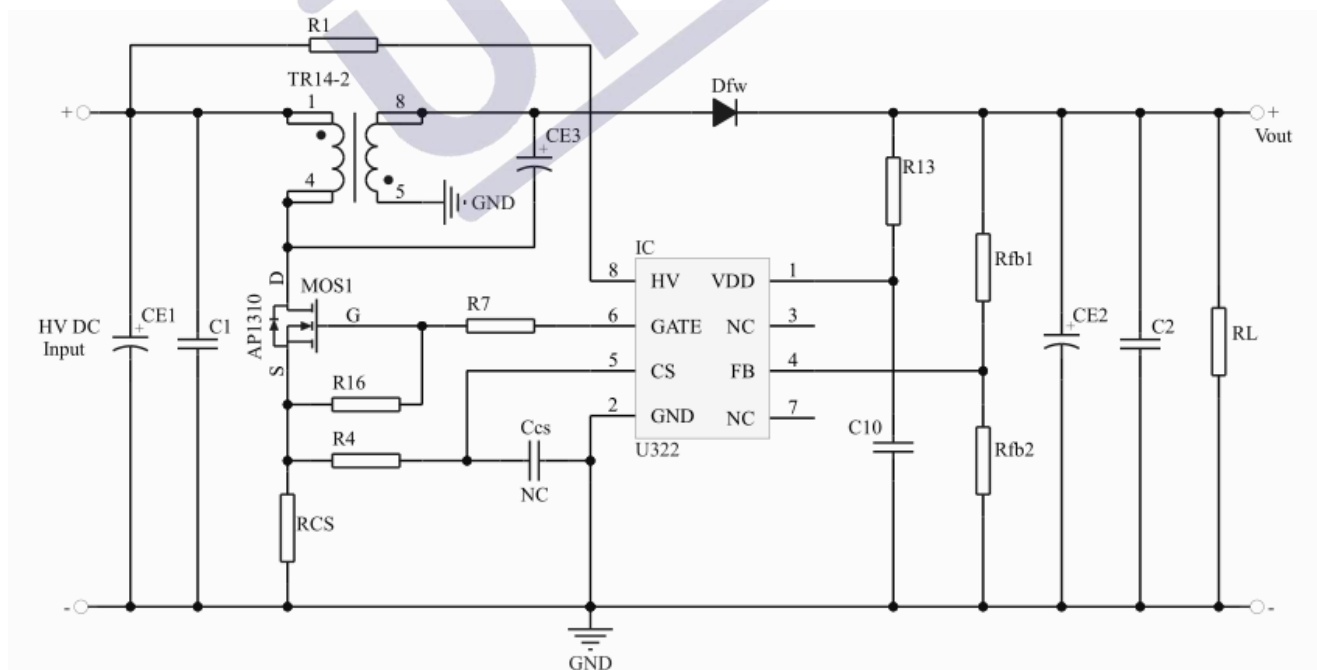 R1
TR14-2
1
8
Dfw
+
+
CE3
+
Vout
4
5
R13
GND
IC
D
MOS1
8
HV
VDD
1
Rfb1
AP1310
G
R7
6
GATE
NC
3
HV DC
Input
CE1
+
C1
CE2
+
C2
RL
S
5
CS
FB
4
R16
2
GND
NC
7
R4
Ccs
NC
U322
C10
Rfb2
RCS
-
-
GND